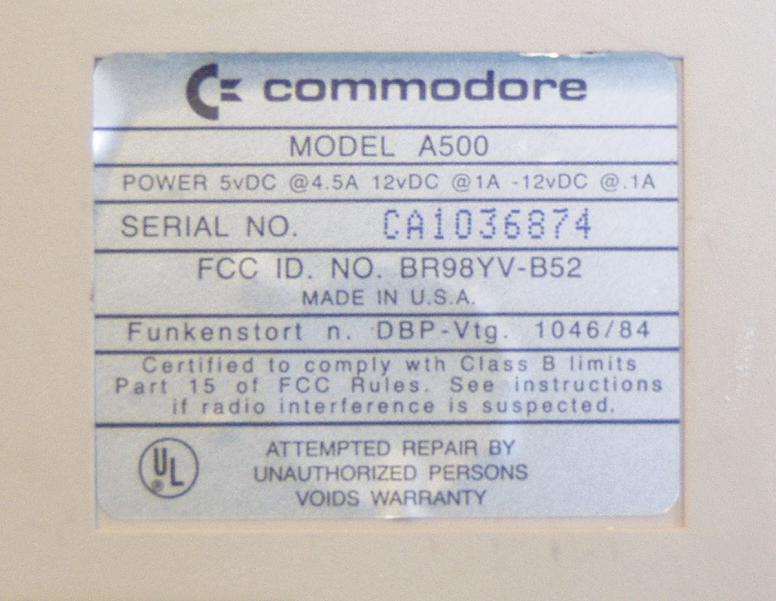 commodore
MODEL A500
POWER 5vDC @4.5A 12vDC @1A -12vDC @.1A
SERIAL NO. CA1036874
FCC ID. NO. BR98YV-B52
MADE IN U.S.A.
Funkenstort n. DBP-Vtg. 1046/84
Certified to comply wth Class B limits
Part 15 of FCC Rules. See instructions
if radio interference is suspected.
UL®
ATTEMPTED REPAIR BY
UNAUTHORIZED PERSONS
VOIDS WARRANTY